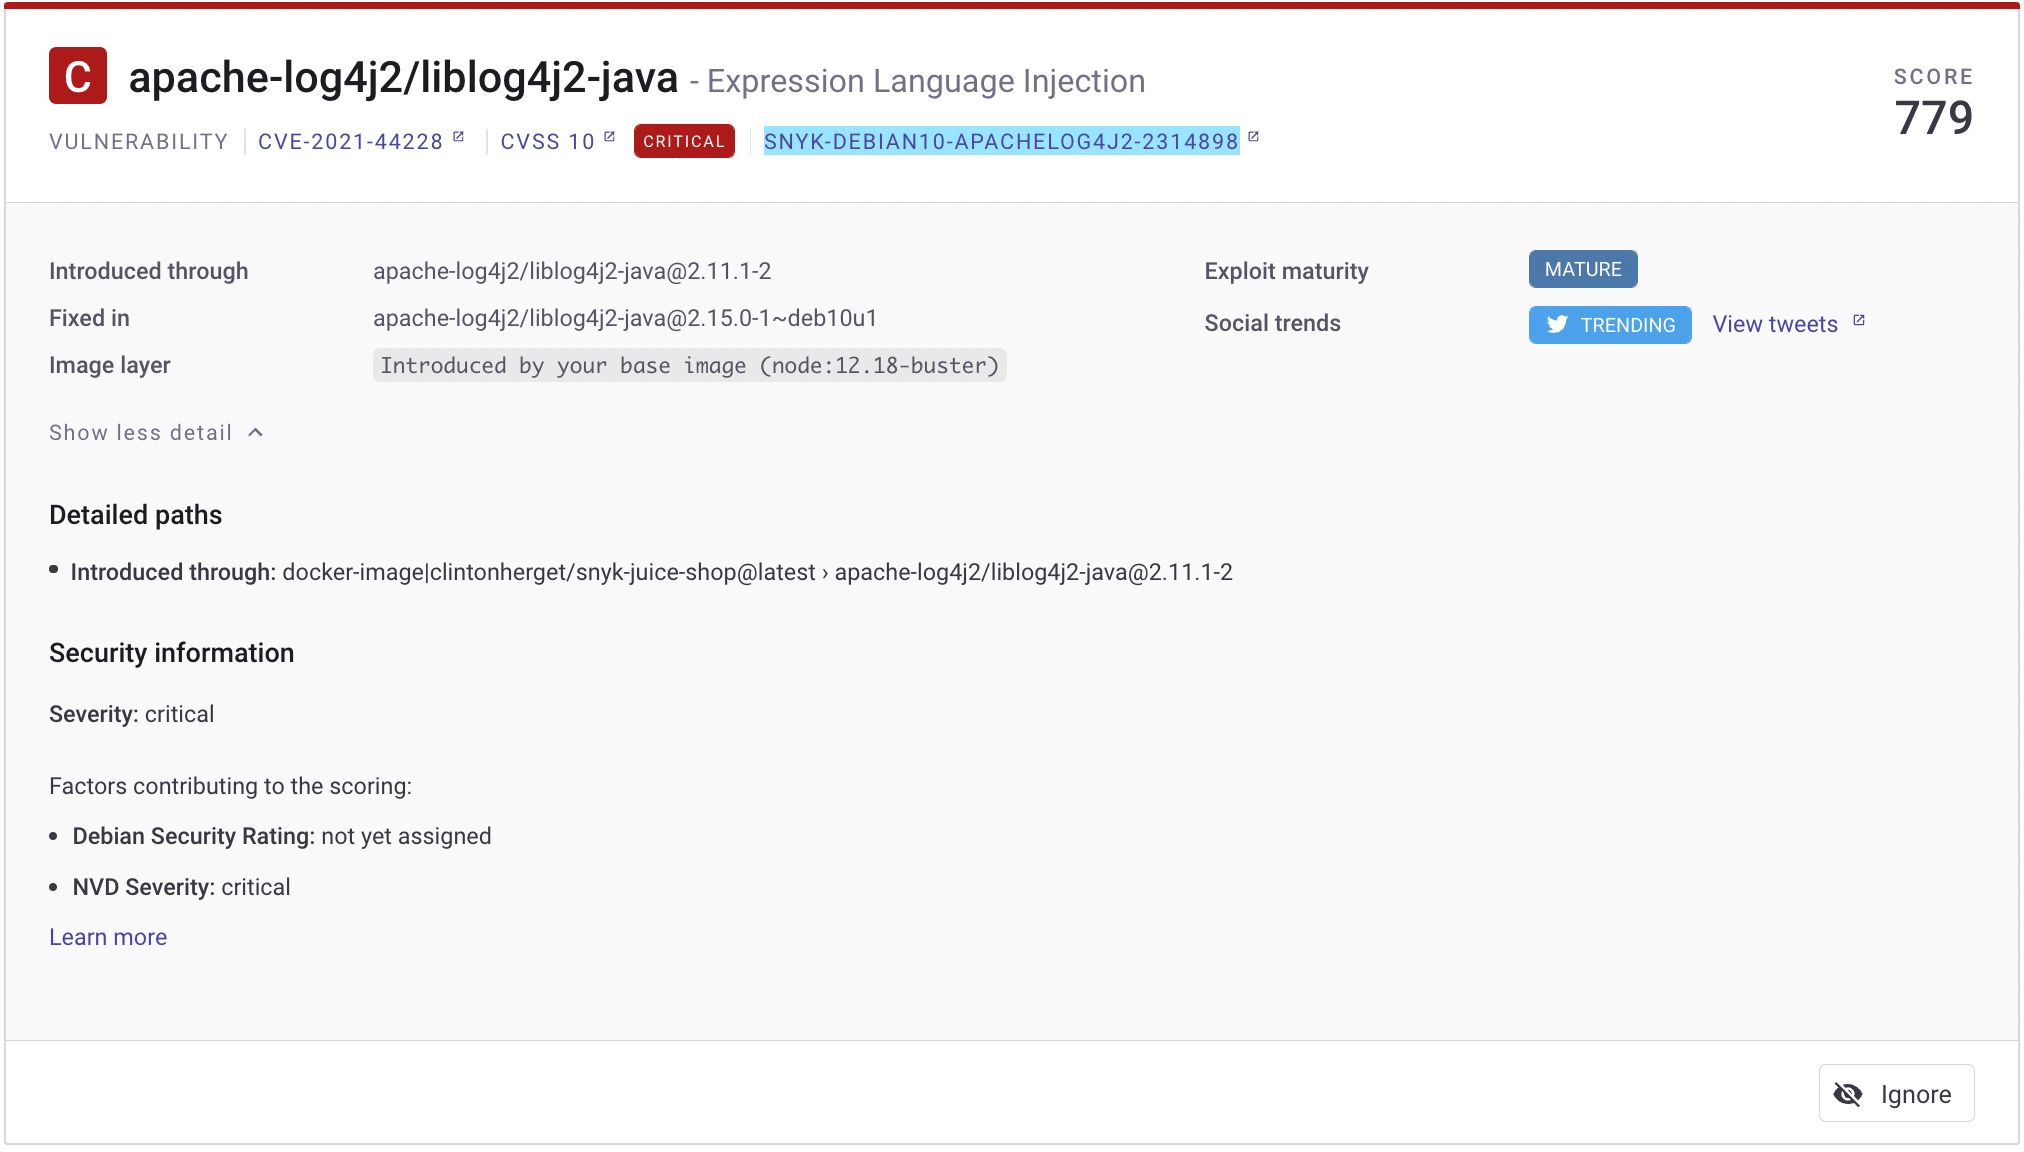 C apache-log4j2/liblog4j2-java - Expression Language Injection
SCORE
779
VULNERABILITY CVE-2021-44228 CVSS 10 CRITICAL SNYK-DEBIAN10-APACHELOG4J2-2314898
Introduced through apache-log4j2/liblog4j2-java@2.11.1-2
Fixed in apache-log4j2/liblog4j2-java@2.15.0-1~deb10u1
Image layer Introduced by your base image (node:12.18-buster)
Exploit maturity MATURE
Social trends TRENDING View tweets
Show less detail
Detailed paths
• Introduced through: docker-image|clintonherget/snyk-juice-shop@latest › apache-log4j2/liblog4j2-java@2.11.1-2
Security information
Severity: critical
Factors contributing to the scoring:
• Debian Security Rating: not yet assigned
• NVD Severity: critical
Learn more
Ignore